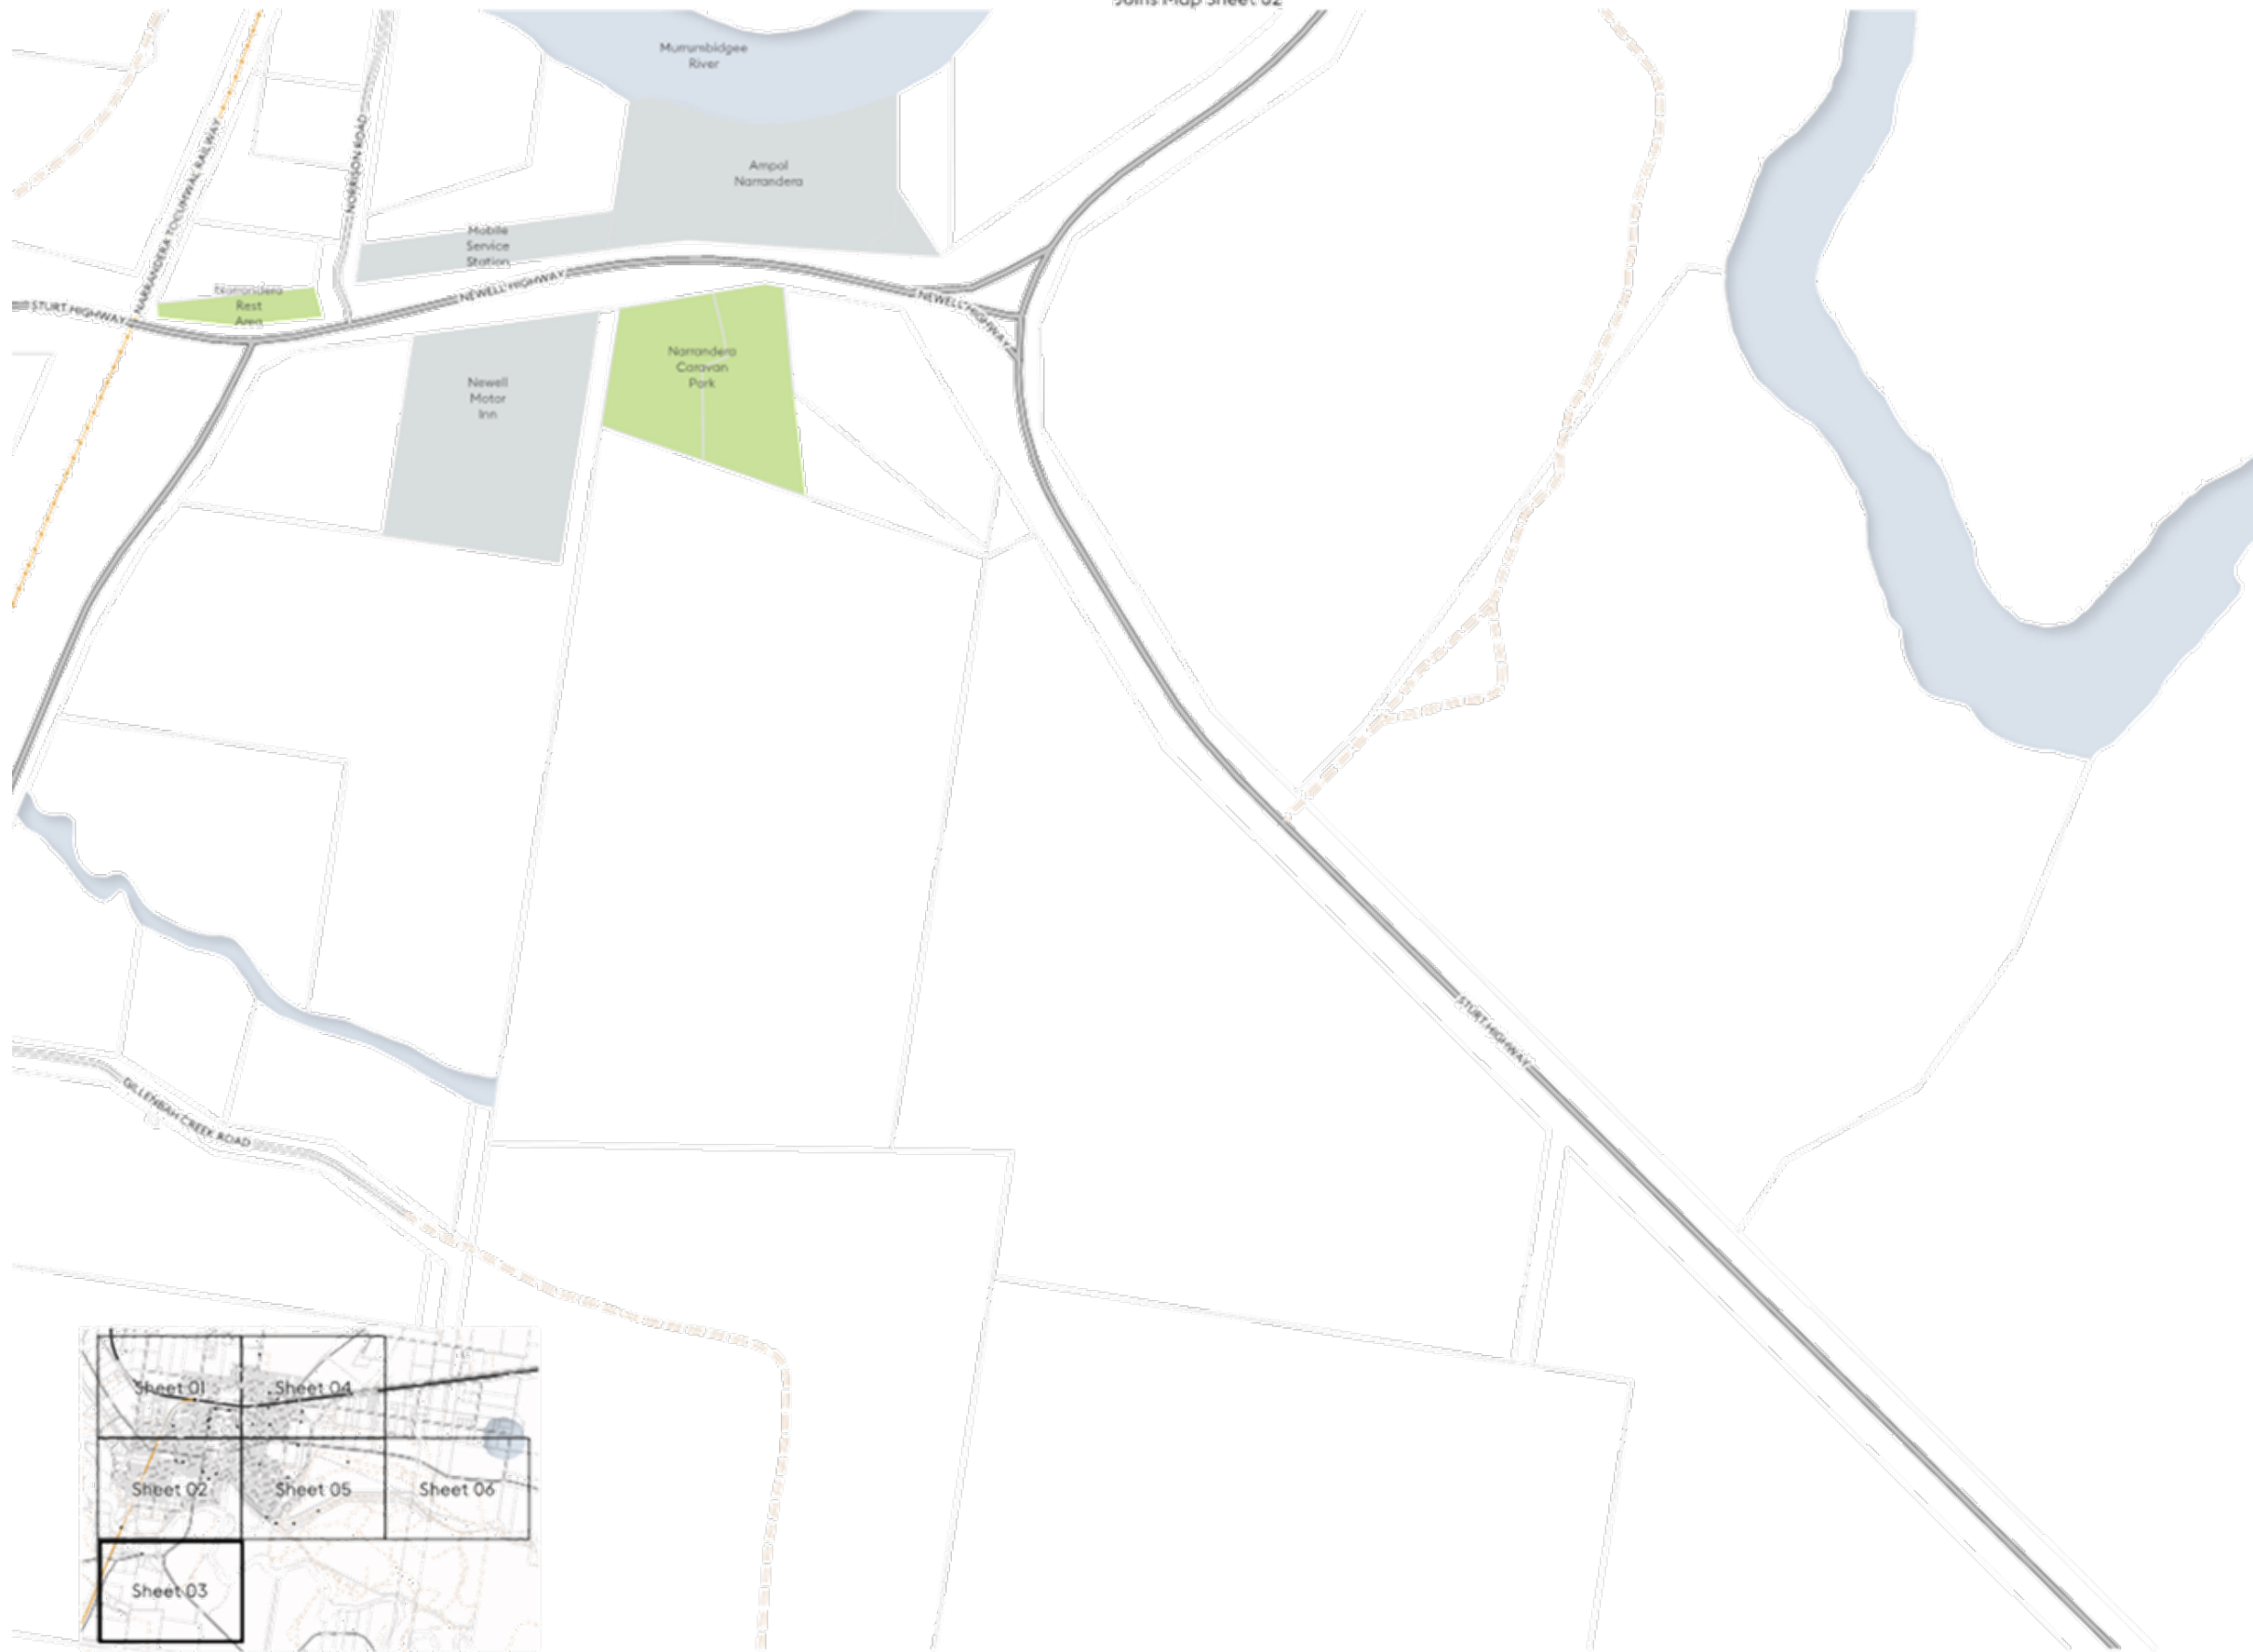 Joins Map Sheet 02
Murrumbidgee
River
NARRANDERA TOCUMWAL RAILWAY
NORRISON ROAD
Ampol
Narrandera
Mobile
Service
Station
NEWELL HIGHWAY
Narrandera
Rest
Area
STURT HIGHWAY
NEWELL HIGHWAY
Narrandera
Caravan
Park
Newell
Motor
Inn
STURT HIGHWAY
GILLENBAH CREEK ROAD
Sheet 01
Sheet 04
Sheet 02
Sheet 05
Sheet 06
Sheet 03